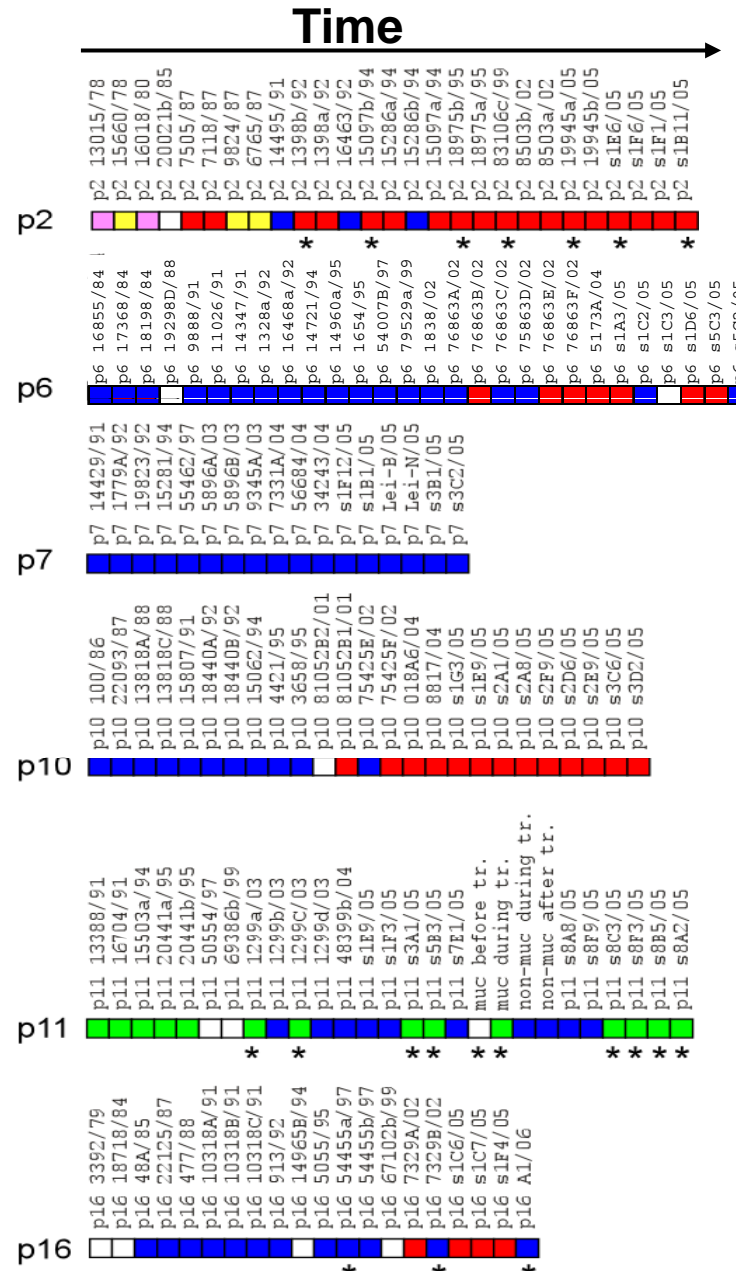 Time
p2 13015/78
p2 15660/78
p2 16018/80
p2 20021b/85
p2 7505/87
p2 7118/87
p2 9824/87
p2 6765/87
p2 14495/91
p2 1398b/92
p2 1398a/92
p2 16463/92
p2 15097b/94
p2 15286a/94
p2 15286b/94
p2 15097a/94
p2 18975b/95
p2 18975a/95
p2 83106c/99
p2 8503b/02
p2 8503a/02
p2 19945a/05
p2 19945b/05
p2 s1E6/05
p2 s1F6/05
p2 s1F1/05
p2 s1B11/05
p2
* * * * * * *
p6 16855/84
p6 17368/84
p6 18198/84
p6 19298D/88
p6 9888/91
p6 11026/91
p6 14347/91
p6 1328a/92
p6 16468a/92
p6 14721/94
p6 14960a/95
p6 1654/95
p6 54007B/97
p6 79529a/99
p6 1838/02
p6 76863A/02
p6 76863B/02
p6 76863C/02
p6 75863D/02
p6 76863E/02
p6 76863F/02
p6 5173A/04
p6 s1A3/05
p6 s1C2/05
p6 s1C3/05
p6 s1D6/05
p6 s5C3/05
p6
p7 14429/91
p7 1779A/92
p7 19823/92
p7 15281/94
p7 55462/97
p7 5896A/03
p7 5896B/03
p7 9345A/03
p7 7331A/04
p7 56684/04
p7 34243/04
p7 s1F12/05
p7 s1B1/05
p7 Lei-B/05
p7 Lei-N/05
p7 s3B1/05
p7 s3C2/05
p7
p10 100/86
p10 22093/87
p10 13818A/88
p10 13818C/88
p10 15807/91
p10 18440A/92
p10 18440B/92
p10 15062/94
p10 4421/95
p10 3658/95
p10 81052B2/01
p10 81052B1/01
p10 75425E/02
p10 75425F/02
p10 018A6/04
p10 8817/04
p10 s1G3/05
p10 s1E9/05
p10 s2A1/05
p10 s2A8/05
p10 s2F9/05
p10 s2D6/05
p10 s2E9/05
p10 s3C6/05
p10 s3D2/05
p10
p11 13388/91
p11 16704/91
p11 15503a/94
p11 20441a/95
p11 20441b/95
p11 50554/97
p11 69386b/99
p11 1299a/03
p11 1299b/03
p11 1299C/03
p11 1299d/03
p11 48399b/04
p11 s1E9/05
p11 s1F3/05
p11 s3A1/05
p11 s5B3/05
p11 s7E1/05
muc before tr.
muc during tr.
non-muc during tr.
non-muc after tr.
p11 s8A8/05
p11 s8F9/05
p11 s8C3/05
p11 s8F3/05
p11 s8B5/05
p11 s8A2/05
p11
* * * * * * * * * *
p16 3392/79
p16 18718/84
p16 48A/85
p16 22125/87
p16 477/88
p16 10318A/91
p16 10318B/91
p16 10318C/91
p16 913/92
p16 14965B/94
p16 5055/95
p16 54455a/97
p16 54455b/97
p16 67102b/99
p16 7329A/02
p16 7329B/02
p16 s1C6/05
p16 s1C7/05
p16 s1F4/05
p16 A1/06
p16
* * *